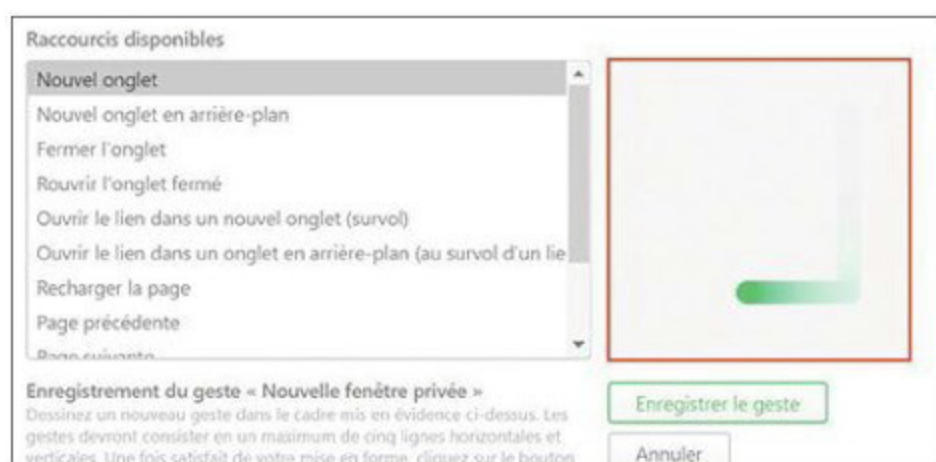 Raccourcis disponibles
Nouvel onglet
Nouvel onglet en arrière-plan
Fermer l'onglet
Rouvrir l'onglet fermé
Ouvrir le lien dans un nouvel onglet (survol)
Ouvrir le lien dans un onglet en arrière-plan (au survol d'un lie
Recharger la page
Page précédente
Page suivante
Enregistrement du geste « Nouvelle fenêtre privée »
Dessinez un nouveau geste dans le cadre mis en évidence ci-dessus. Les
gestes devront consister en un maximum de cinq lignes horizontales et
verticales. Une fois satisfait de votre mise en forme, cliquez sur le bouton
Enregistrer le geste
Annuler